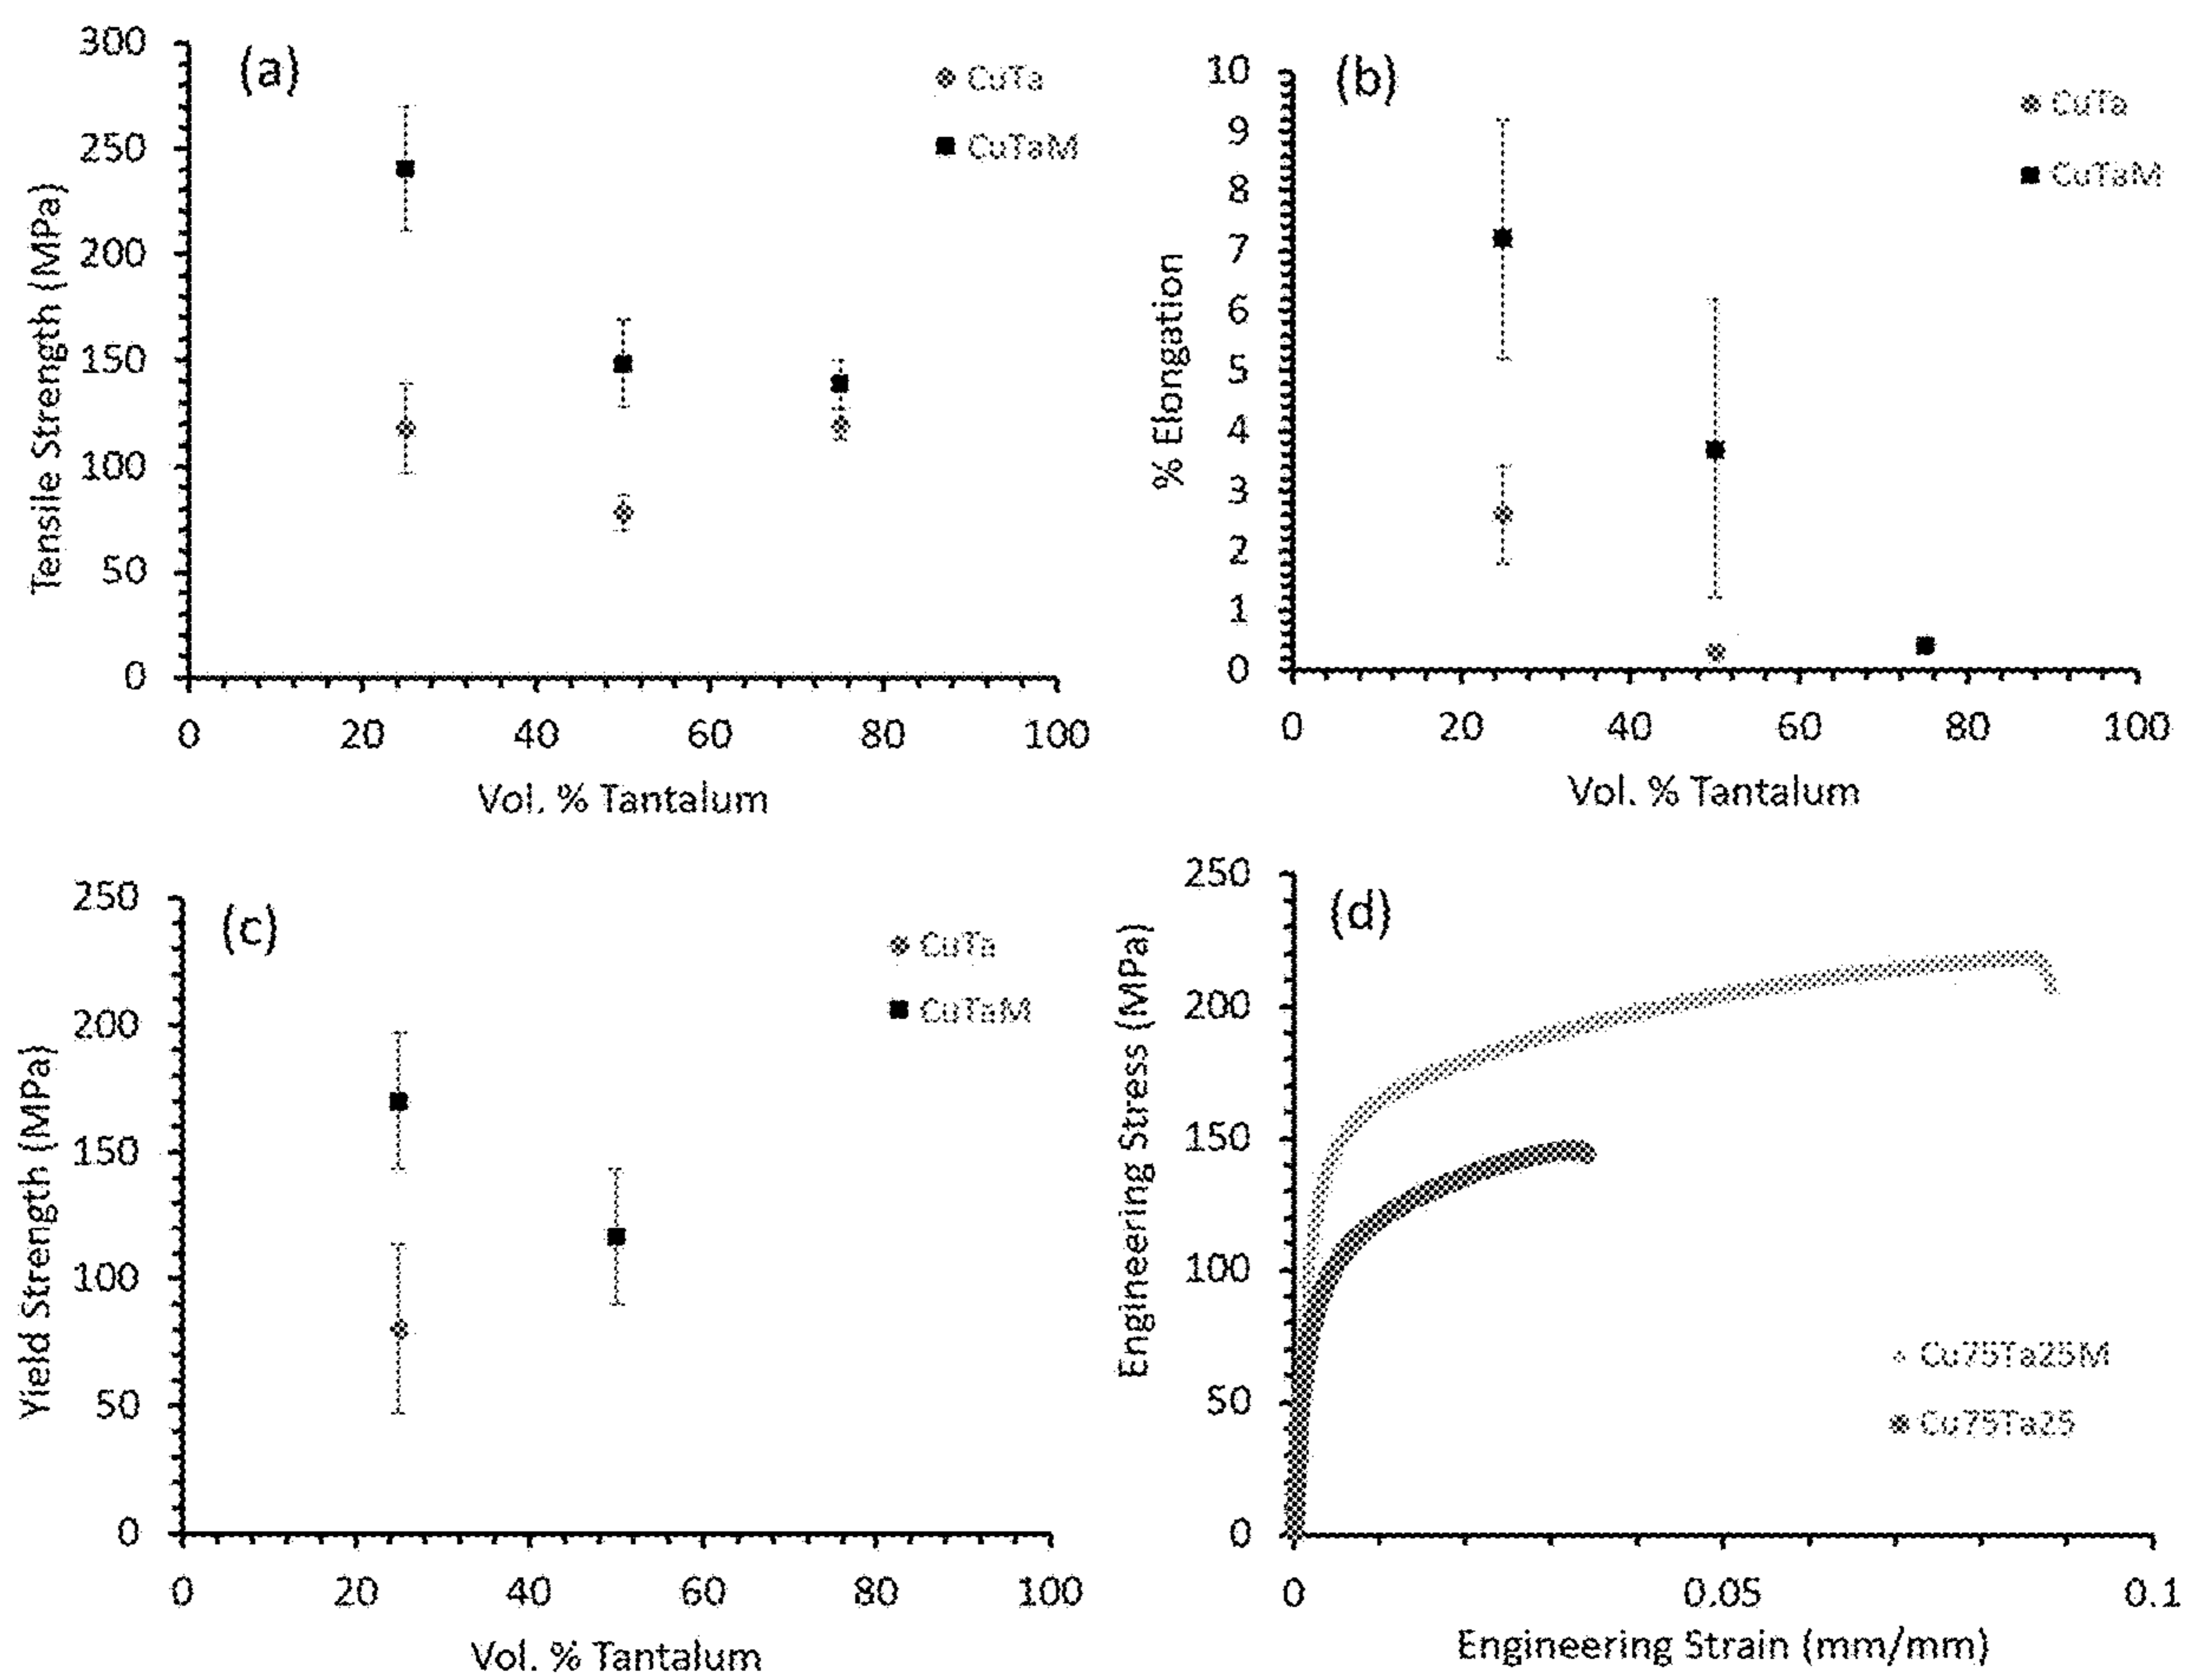 (a)
Tensile Strength (MPa)
300
250
200
150
100
50
0
0 20 40 60 80 100
Vol. % Tantalum
CuTa
CuTaM
(b)
% Elongation
10
9
8
7
6
5
4
3
2
1
0
0 20 40 60 80 100
Vol. % Tantalum
CuTa
CuTaM
(c)
Yield Strength (MPa)
250
200
150
100
50
0
0 20 40 60 80 100
Vol. % Tantalum
CuTa
CuTaM
(d)
Engineering Stress (MPa)
250
200
150
100
50
0
0 0.05 0.1
Engineering Strain (mm/mm)
Cu75Ta25M
Cu75Ta25